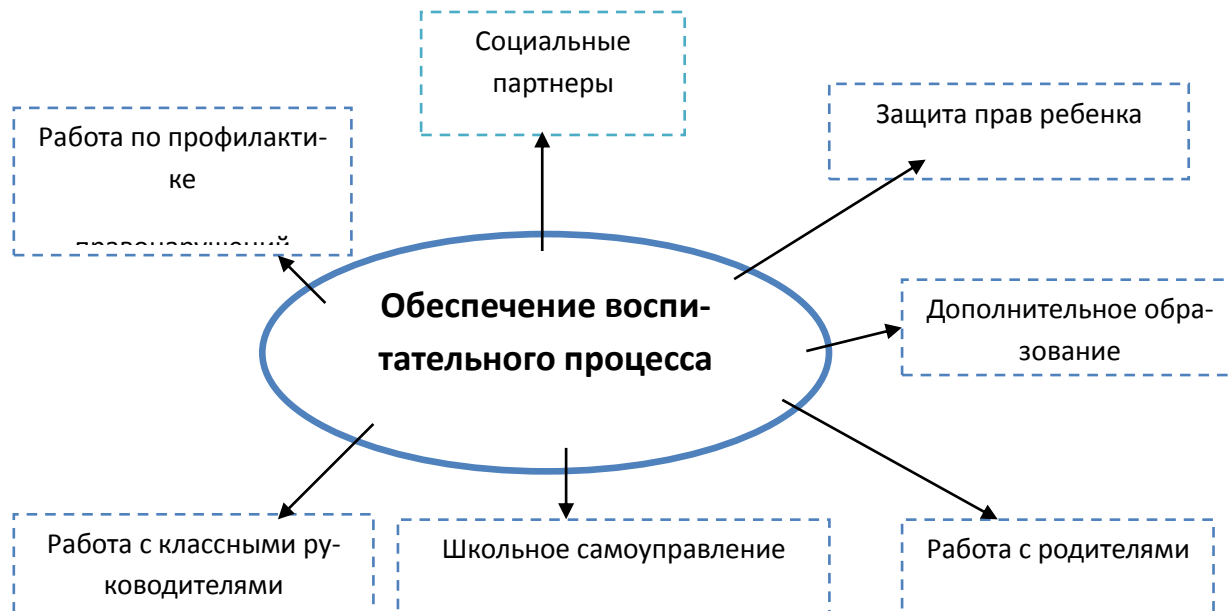 Социальные
партнеры
Защита прав ребенка
Работа по профилакти-
ке
правонарушений
Обеспечение воспи-
тательного процесса
Дополнительное обра-
зование
Работа с классными ру-
ководителями
Школьное самоуправление
Работа с родителями